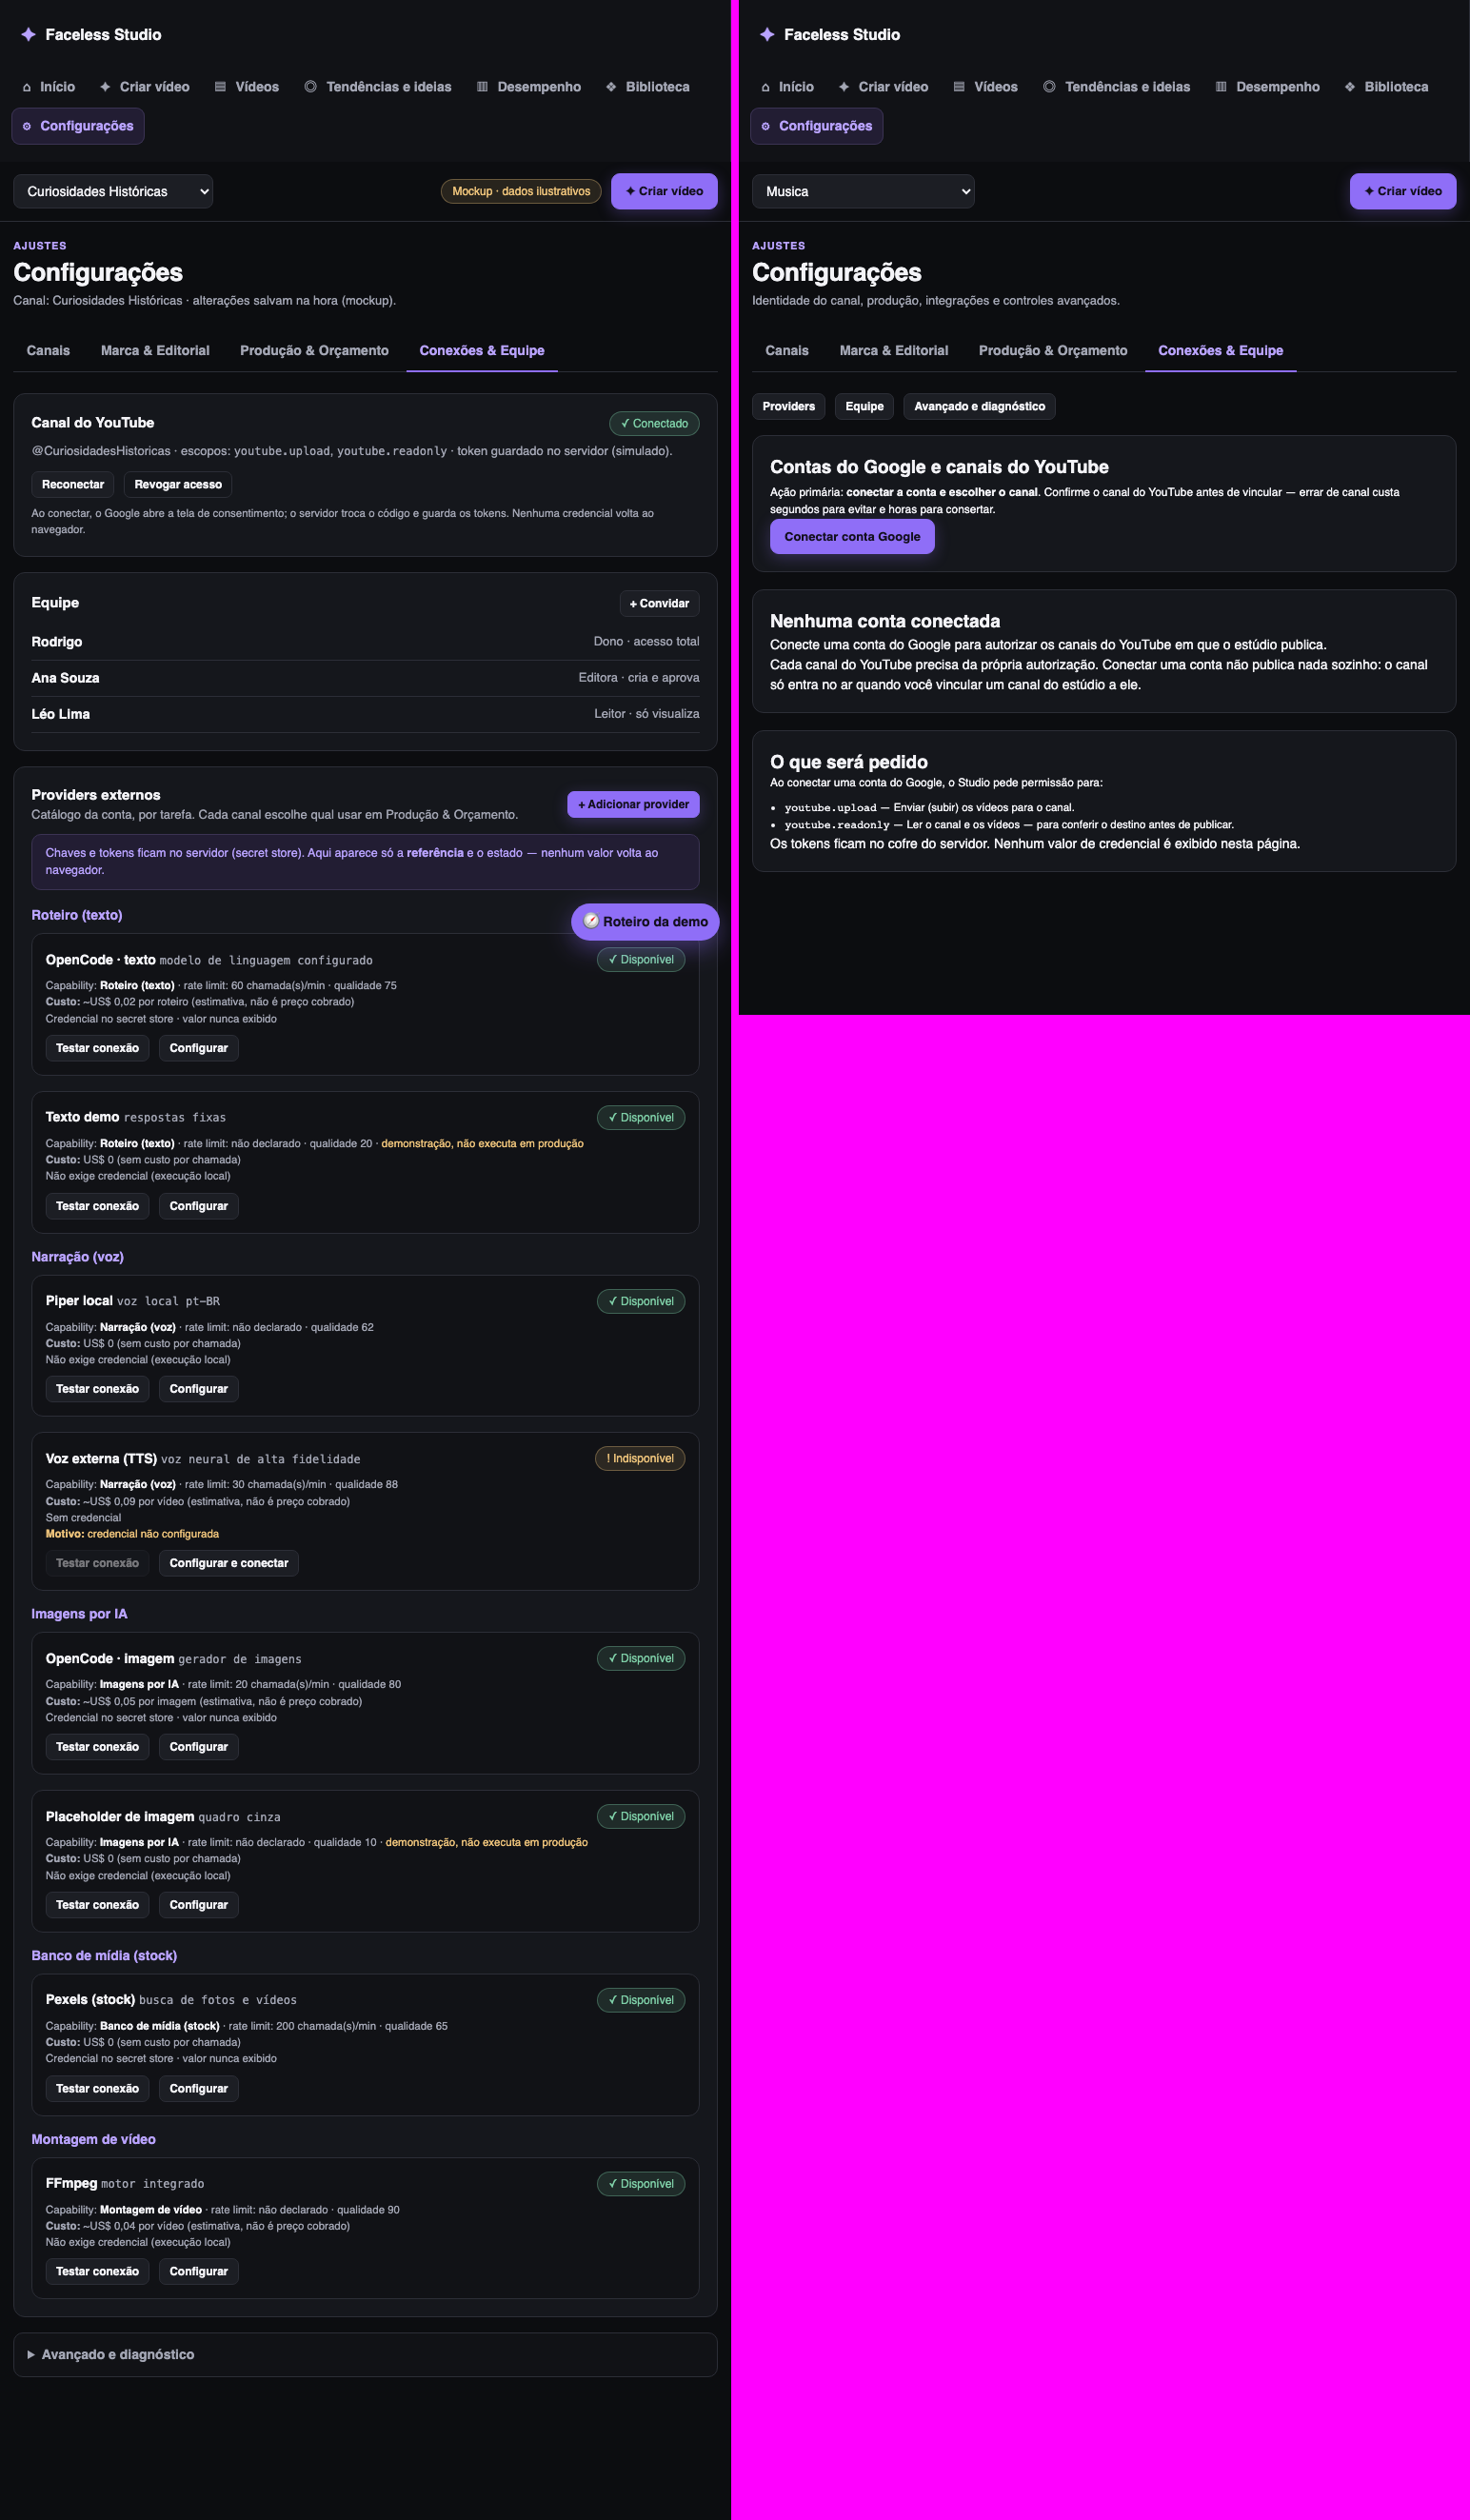 Faceless Studio
Início
Criar vídeo
Vídeos
Tendências e ideias
Desempenho
Biblioteca
Configurações
Curiosidades Históricas
Mockup · dados ilustrativos
✦ Criar vídeo
AJUSTES
Configurações
Canal: Curiosidades Históricas · alterações salvam na hora (mockup).
Canais
Marca & Editorial
Produção & Orçamento
Conexões & Equipe
Canal do YouTube
✓ Conectado
@CuriosidadesHistoricas · escopos: youtube.upload, youtube.readonly · token guardado no servidor (simulado).
Reconectar
Revogar acesso
Ao conectar, o Google abre a tela de consentimento; o servidor troca o código e guarda os tokens. Nenhuma credencial volta ao
navegador.
Equipe
+ Convidar
Rodrigo
Dono · acesso total
Ana Souza
Editora · cria e aprova
Léo Lima
Leitor · só visualiza
Providers externos
Catálogo da conta, por tarefa. Cada canal escolhe qual usar em Produção & Orçamento.
+ Adicionar provider
Chaves e tokens ficam no servidor (secret store). Aqui aparece só a referência e o estado — nenhum valor volta ao
navegador.
Roteiro (texto)
Roteiro da demo
OpenCode · texto modelo de linguagem configurado
✓ Disponível
Capability: Roteiro (texto) · rate limit: 60 chamada(s)/min · qualidade 75
Custo: ~US$ 0,02 por roteiro (estimativa, não é preço cobrado)
Credencial no secret store · valor nunca exibido
Testar conexão
Configurar
Texto demo respostas fixas
✓ Disponível
Capability: Roteiro (texto) · rate limit: não declarado · qualidade 20 · demonstração, não executa em produção
Custo: US$ 0 (sem custo por chamada)
Não exige credencial (execução local)
Testar conexão
Configurar
Narração (voz)
Piper local voz local pt-BR
✓ Disponível
Capability: Narração (voz) · rate limit: não declarado · qualidade 62
Custo: US$ 0 (sem custo por chamada)
Não exige credencial (execução local)
Testar conexão
Configurar
Voz externa (TTS) voz neural de alta fidelidade
! Indisponível
Capability: Narração (voz) · rate limit: 30 chamada(s)/min · qualidade 88
Custo: ~US$ 0,09 por vídeo (estimativa, não é preço cobrado)
Sem credencial
Motivo: credencial não configurada
Testar conexão
Configurar e conectar
Imagens por IA
OpenCode · imagem gerador de imagens
✓ Disponível
Capability: Imagens por IA · rate limit: 20 chamada(s)/min · qualidade 80
Custo: ~US$ 0,05 por imagem (estimativa, não é preço cobrado)
Credencial no secret store · valor nunca exibido
Testar conexão
Configurar
Placeholder de imagem quadro cinza
✓ Disponível
Capability: Imagens por IA · rate limit: não declarado · qualidade 10 · demonstração, não executa em produção
Custo: US$ 0 (sem custo por chamada)
Não exige credencial (execução local)
Testar conexão
Configurar
Banco de mídia (stock)
Pexels (stock) busca de fotos e vídeos
✓ Disponível
Capability: Banco de mídia (stock) · rate limit: 200 chamada(s)/min · qualidade 65
Custo: US$ 0 (sem custo por chamada)
Credencial no secret store · valor nunca exibido
Testar conexão
Configurar
Montagem de vídeo
FFmpeg motor integrado
✓ Disponível
Capability: Montagem de vídeo · rate limit: não declarado · qualidade 90
Custo: ~US$ 0,04 por vídeo (estimativa, não é preço cobrado)
Não exige credencial (execução local)
Testar conexão
Configurar
Avançado e diagnóstico
Faceless Studio
Início
Criar vídeo
Vídeos
Tendências e ideias
Desempenho
Biblioteca
Configurações
Musica
✦ Criar vídeo
AJUSTES
Configurações
Identidade do canal, produção, integrações e controles avançados.
Canais
Marca & Editorial
Produção & Orçamento
Conexões & Equipe
Providers
Equipe
Avançado e diagnóstico
Contas do Google e canais do YouTube
Ação primária: conectar a conta e escolher o canal. Confirme o canal do YouTube antes de vincular — errar de canal custa
segundos para evitar e horas para consertar.
Conectar conta Google
Nenhuma conta conectada
Conecte uma conta do Google para autorizar os canais do YouTube em que o estúdio publica.
Cada canal do YouTube precisa da própria autorização. Conectar uma conta não publica nada sozinho: o canal
só entra no ar quando você vincular um canal do estúdio a ele.
O que será pedido
Ao conectar uma conta do Google, o Studio pede permissão para:
• youtube.upload — Enviar (subir) os vídeos para o canal.
• youtube.readonly — Ler o canal e os vídeos — para conferir o destino antes de publicar.
Os tokens ficam no cofre do servidor. Nenhum valor de credencial é exibido nesta página.